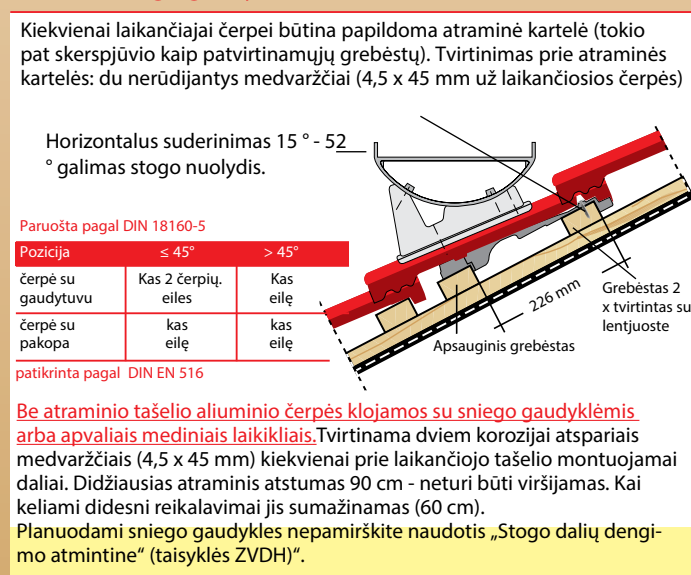 Kiekvienai laikančiajai čerpei būtina papildoma atraminė kartelė (tokio
pat skerspjūvio kaip patvirtinamųjų grebėstų). Tvirtinimas prie atraminės
kartelės: du nerūdijantys medvaržčiai (4,5 x 45 mm už laikančiosios čerpės)
Horizontalus suderinimas 15 ° - 52
° galimas stogo nuolydis.
Paruošta pagal DIN 18160-5
Pozicija ≤ 45° > 45°
čerpė su Kas 2 čerpių. Kas
gaudytuvu eiles eilę
čerpė su kas kas
pakopa eilę eilę
patikrinta pagal DIN EN 516
226 mm
Grebėstas 2
x tvirtintas su
lentjuoste
Apsauginis grebėstas
Be atraminio tašelio aliuminio čerpės klojamos su sniego gaudyklėmis
arba apvaliais mediniais laikikliais.Tvirtinama dviem korozijai atspariais
medvaržčiais (4,5 x 45 mm) kiekvienai prie laikančiojo tašelio montuojamai
daliai. Didžiausias atraminis atstumas 90 cm - neturi būti viršijamas. Kai
keliami didesni reikalavimai jis sumažinamas (60 cm).
Planuodami sniego gaudykles nepamirškite naudotis „Stogo dalių dengi-
mo atmintine“ (taisyklės ZVDH)“.